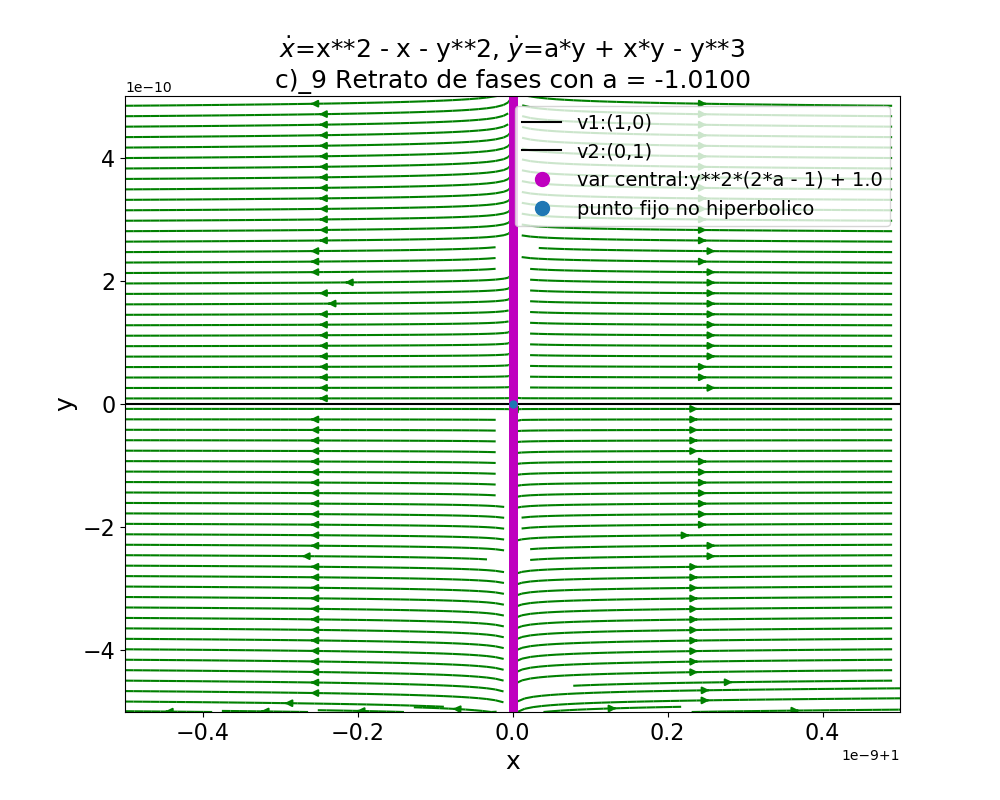 ẋ=x**2 - x - y**2, ẏ=a*y + x*y - y**3
c)_9 Retrato de fases con a = -1.0100
1e−10
v1:(1,0)
v2:(0,1)
var central:y**2*(2*a - 1) + 1.0
punto fijo no hiperbolico
4
2
0
−2
−4
y
−0.4 −0.2 0.0 0.2 0.4
x
1e−9+1